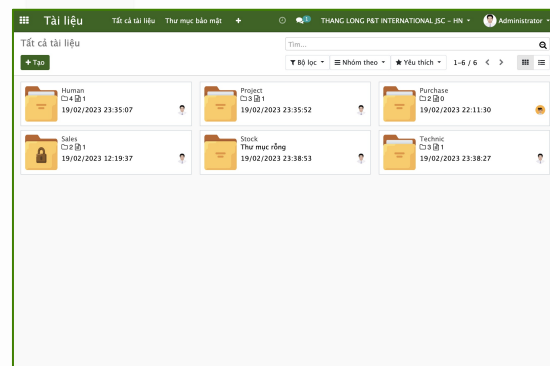 Tài liệu Tất cả tài liệu Thư mục bảo mật + THANG LONG P&T INTERNATIONAL JSC - HN Administrator
Tất cả tài liệu
Tìm...
+ Tạo
Bộ lọc Nhóm theo Yêu thích 1-6 / 6
Human
4 1
19/02/2023 23:35:07
Project
3 1
19/02/2023 23:35:52
Purchase
2 0
19/02/2023 22:11:30
Sales
2 1
19/02/2023 12:19:37
Stock
Thư mục rỗng
19/02/2023 23:38:53
Technic
3 1
19/02/2023 23:38:27